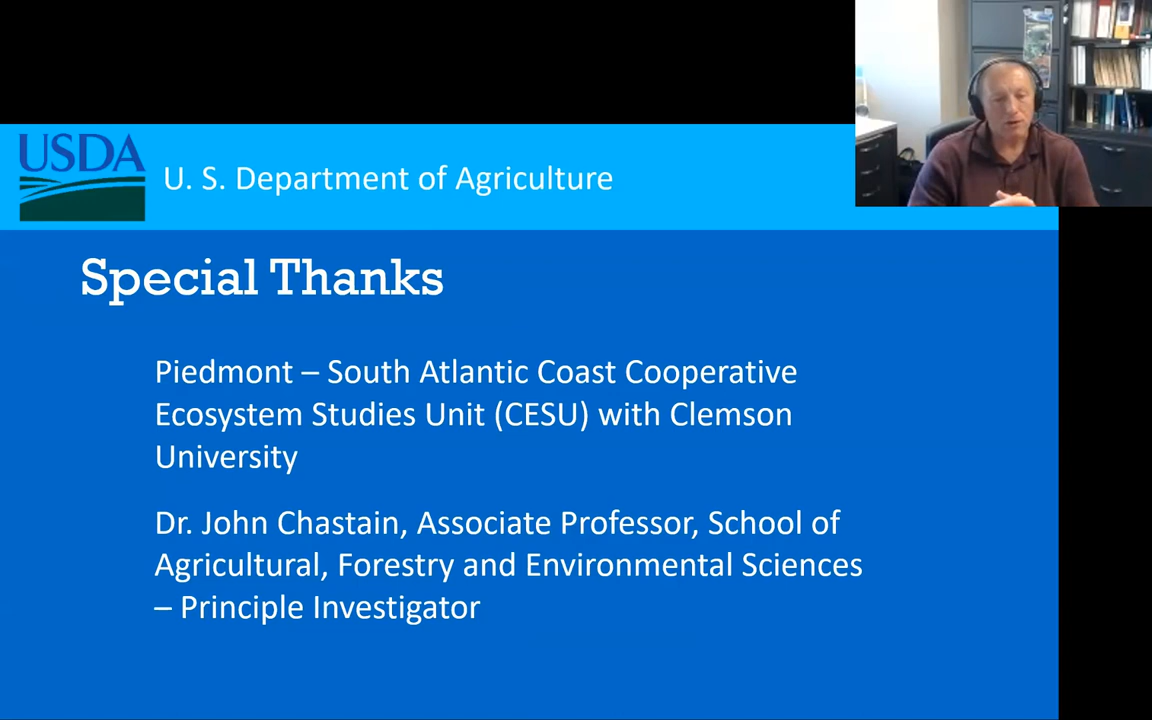 USDA
U. S. Department of Agriculture
Special Thanks
Piedmont – South Atlantic Coast Cooperative
Ecosystem Studies Unit (CESU) with Clemson
University
Dr. John Chastain, Associate Professor, School of
Agricultural, Forestry and Environmental Sciences
– Principle Investigator